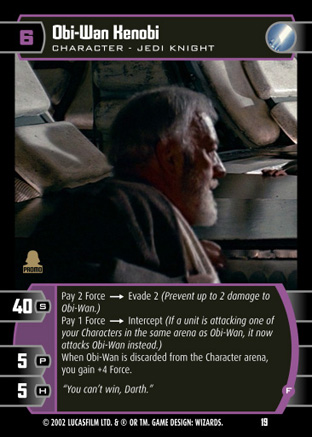 6
Obi-Wan Kenobi
CHARACTER - JEDI KNIGHT
PROMO
40 S
Pay 2 Force → Evade 2 (Prevent up to 2 damage to
Obi-Wan.)
Pay 1 Force → Intercept (If a unit is attacking one of
your Characters in the same arena as Obi-Wan, it now
attacks Obi-Wan instead.)
5 P
When Obi-Wan is discarded from the Character arena,
you gain +4 Force.
5 H
"You can't win, Darth."
F
© 2002 LUCASFILM LTD. & ® OR TM. GAME DESIGN: WIZARDS.
19